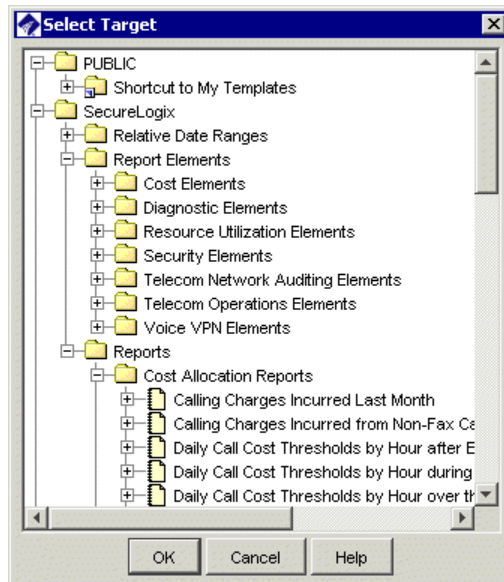 Select Target
PUBLIC
Shortcut to My Templates
SecureLogix
Relative Date Ranges
Report Elements
Cost Elements
Diagnostic Elements
Resource Utilization Elements
Security Elements
Telecom Network Auditing Elements
Telecom Operations Elements
Voice VPN Elements
Reports
Cost Allocation Reports
Calling Charges Incurred Last Month
Calling Charges Incurred from Non-Fax Ca
Daily Call Cost Thresholds by Hour after E
Daily Call Cost Thresholds by Hour during
Daily Call Cost Thresholds by Hour over th
OK Cancel Help